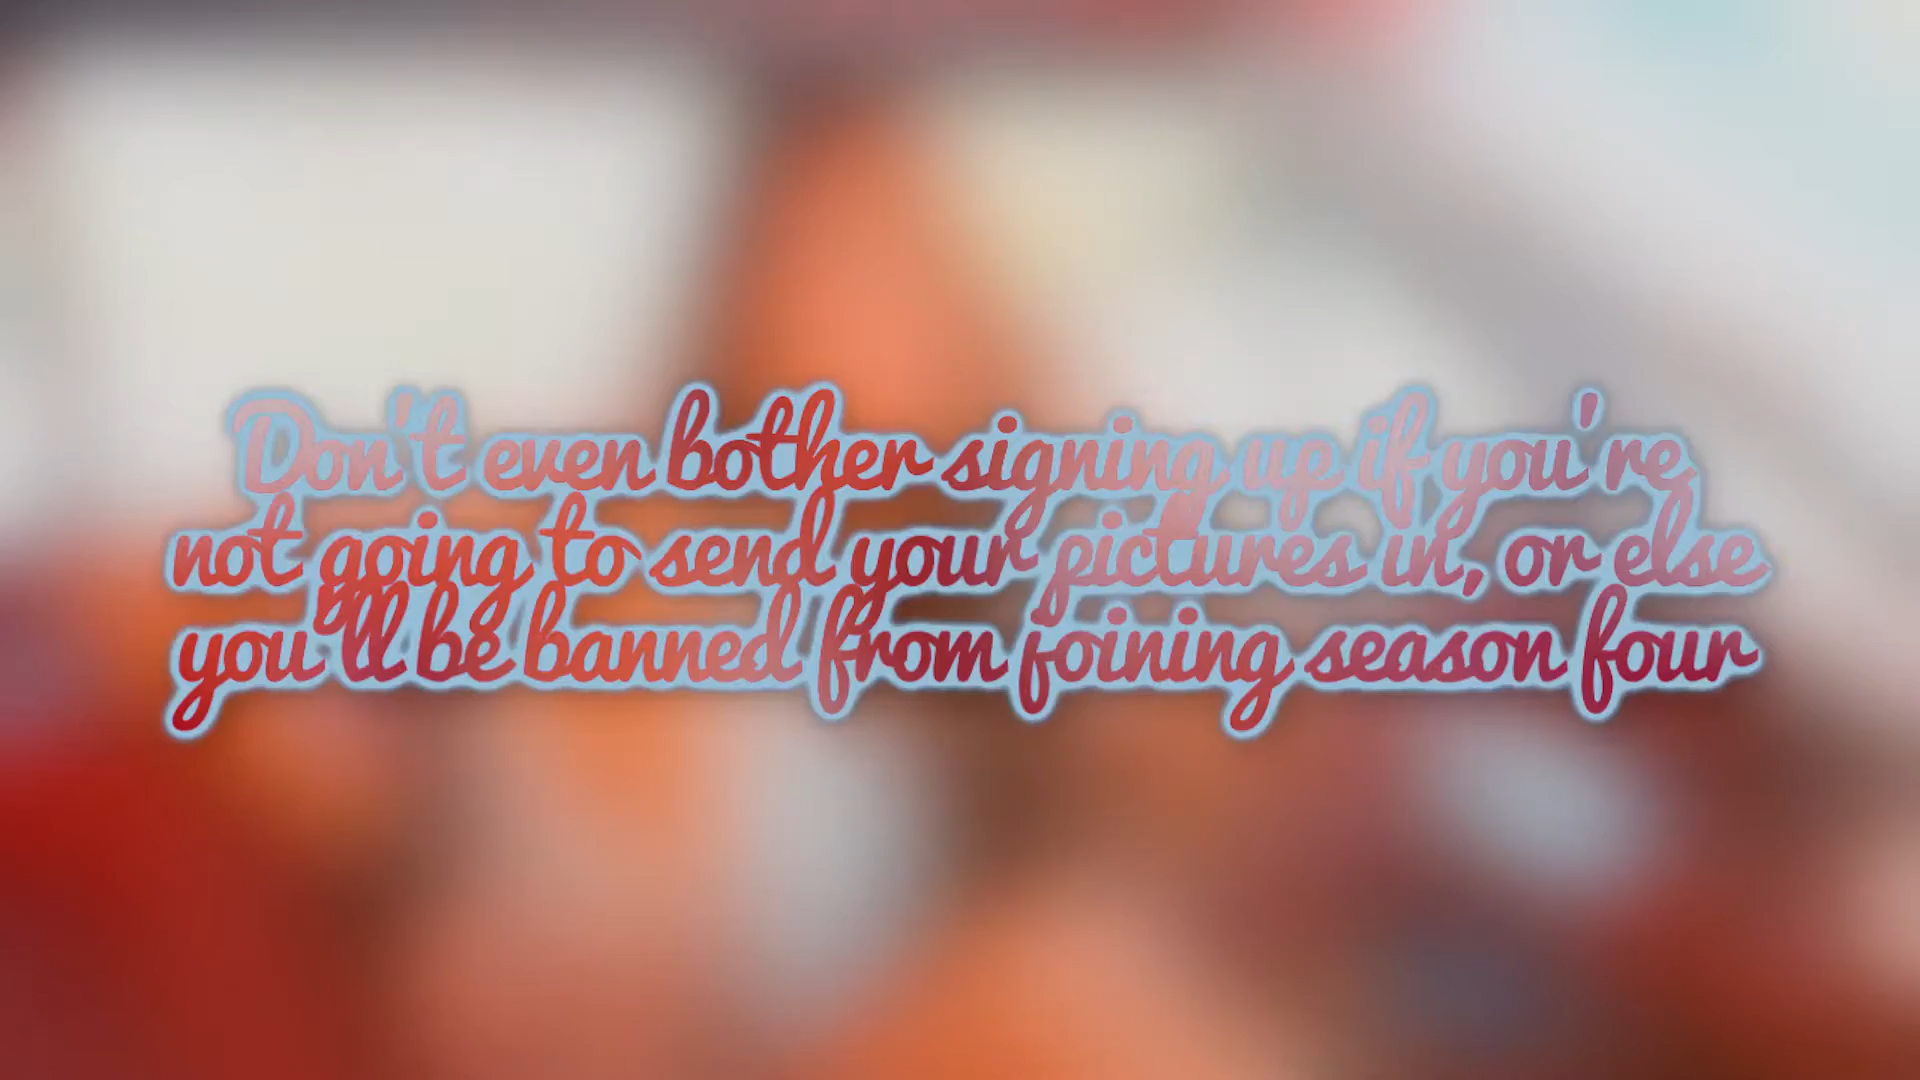 Don't even bother signing up if you're
not going to send your pictures in, or else
you'll be banned from joining season four